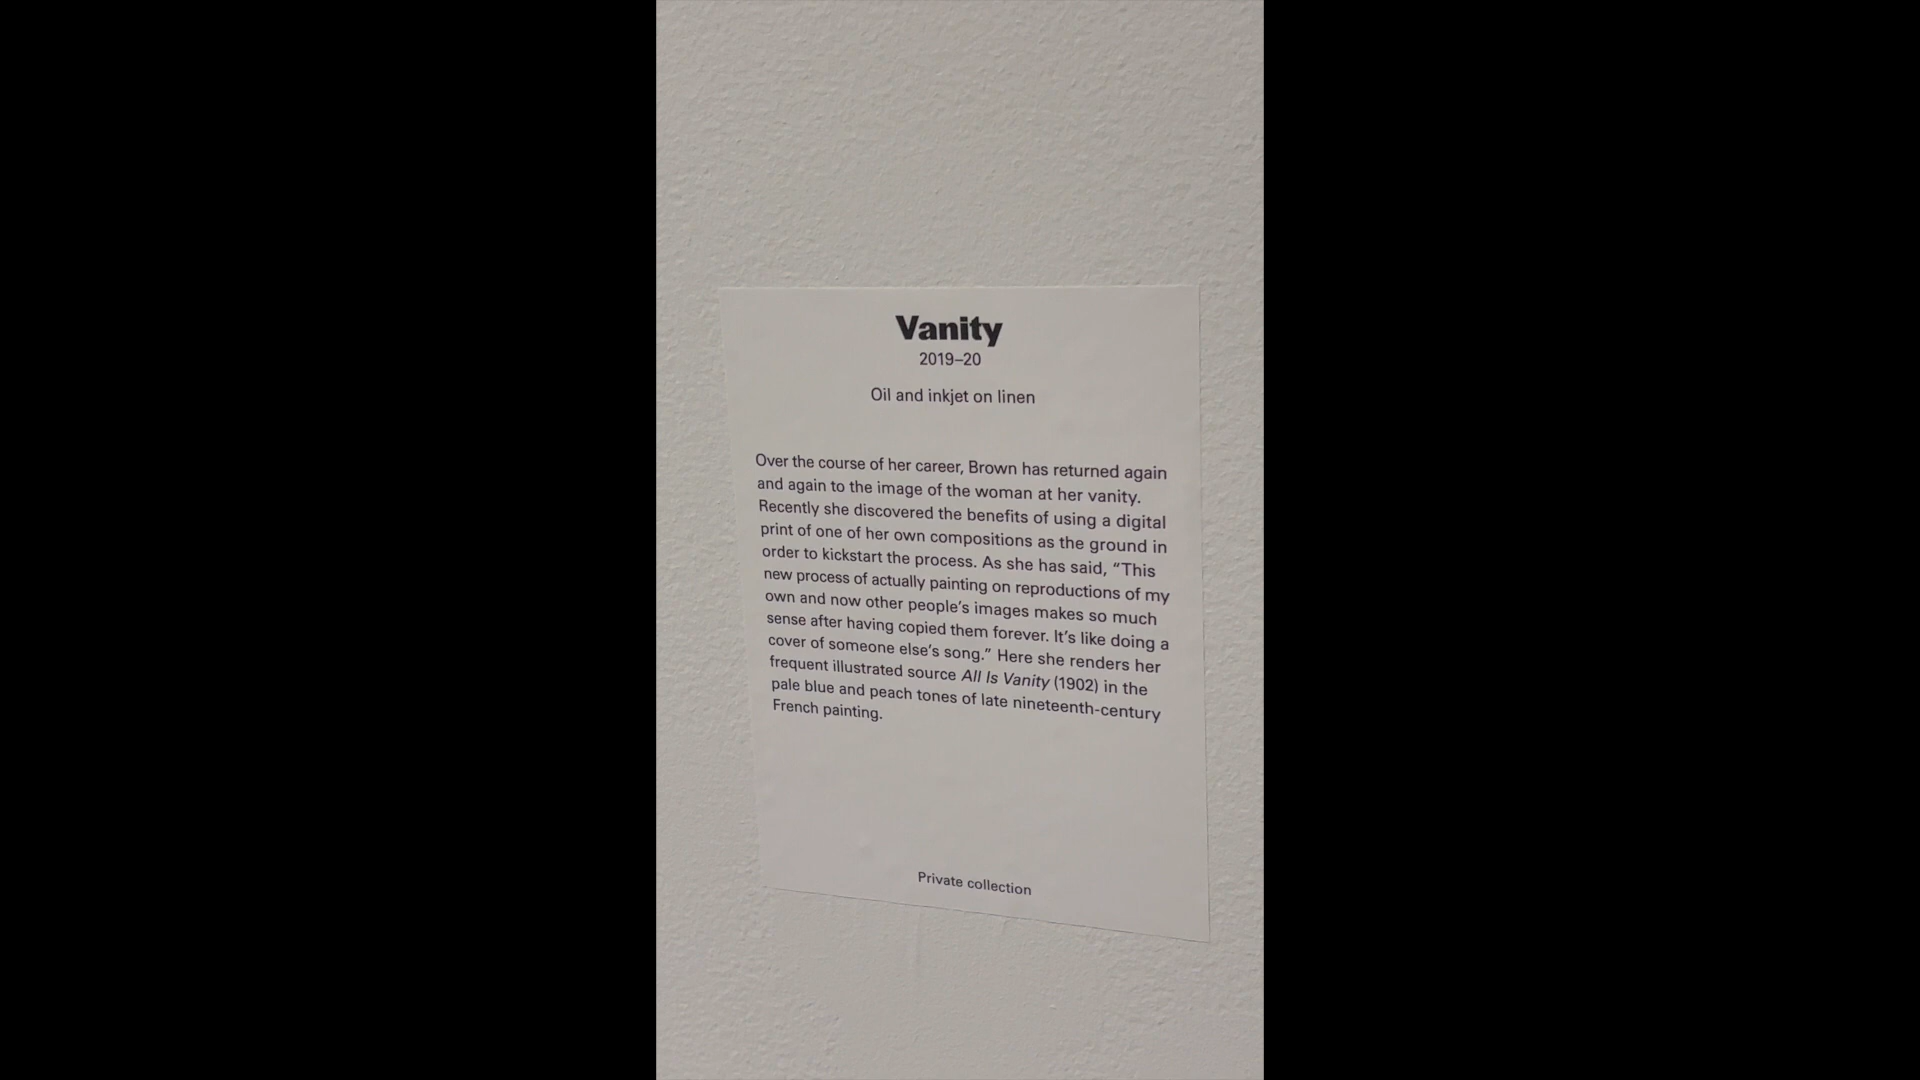 Vanity
2019–20
Oil and inkjet on linen
Over the course of her career, Brown has returned again
and again to the image of the woman at her vanity.
Recently she discovered the benefits of using a digital
print of one of her own compositions as the ground in
order to kickstart the process. As she has said, “This
new process of actually painting on reproductions of my
own and now other people’s images makes so much
sense after having copied them forever. It’s like doing a
cover of someone else’s song.” Here she renders her
frequent illustrated source All Is Vanity (1902) in the
pale blue and peach tones of late nineteenth-century
French painting.
Private collection